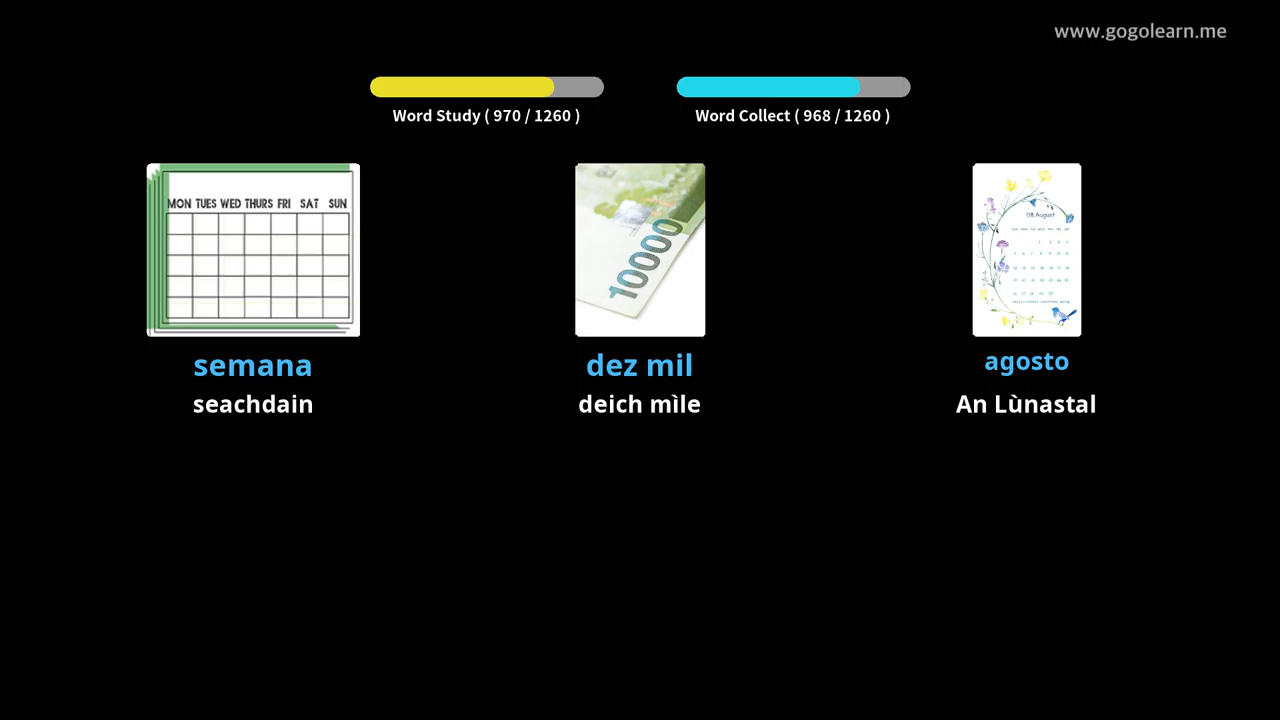 www.gogolearn.me
Word Study ( 970 / 1260 )
Word Collect ( 968 / 1260 )
MON TUES WED THURS FRI SAT SUN
10000
08.August
semana
dez mil
agosto
seachdain
deich mìle
An Lùnastal